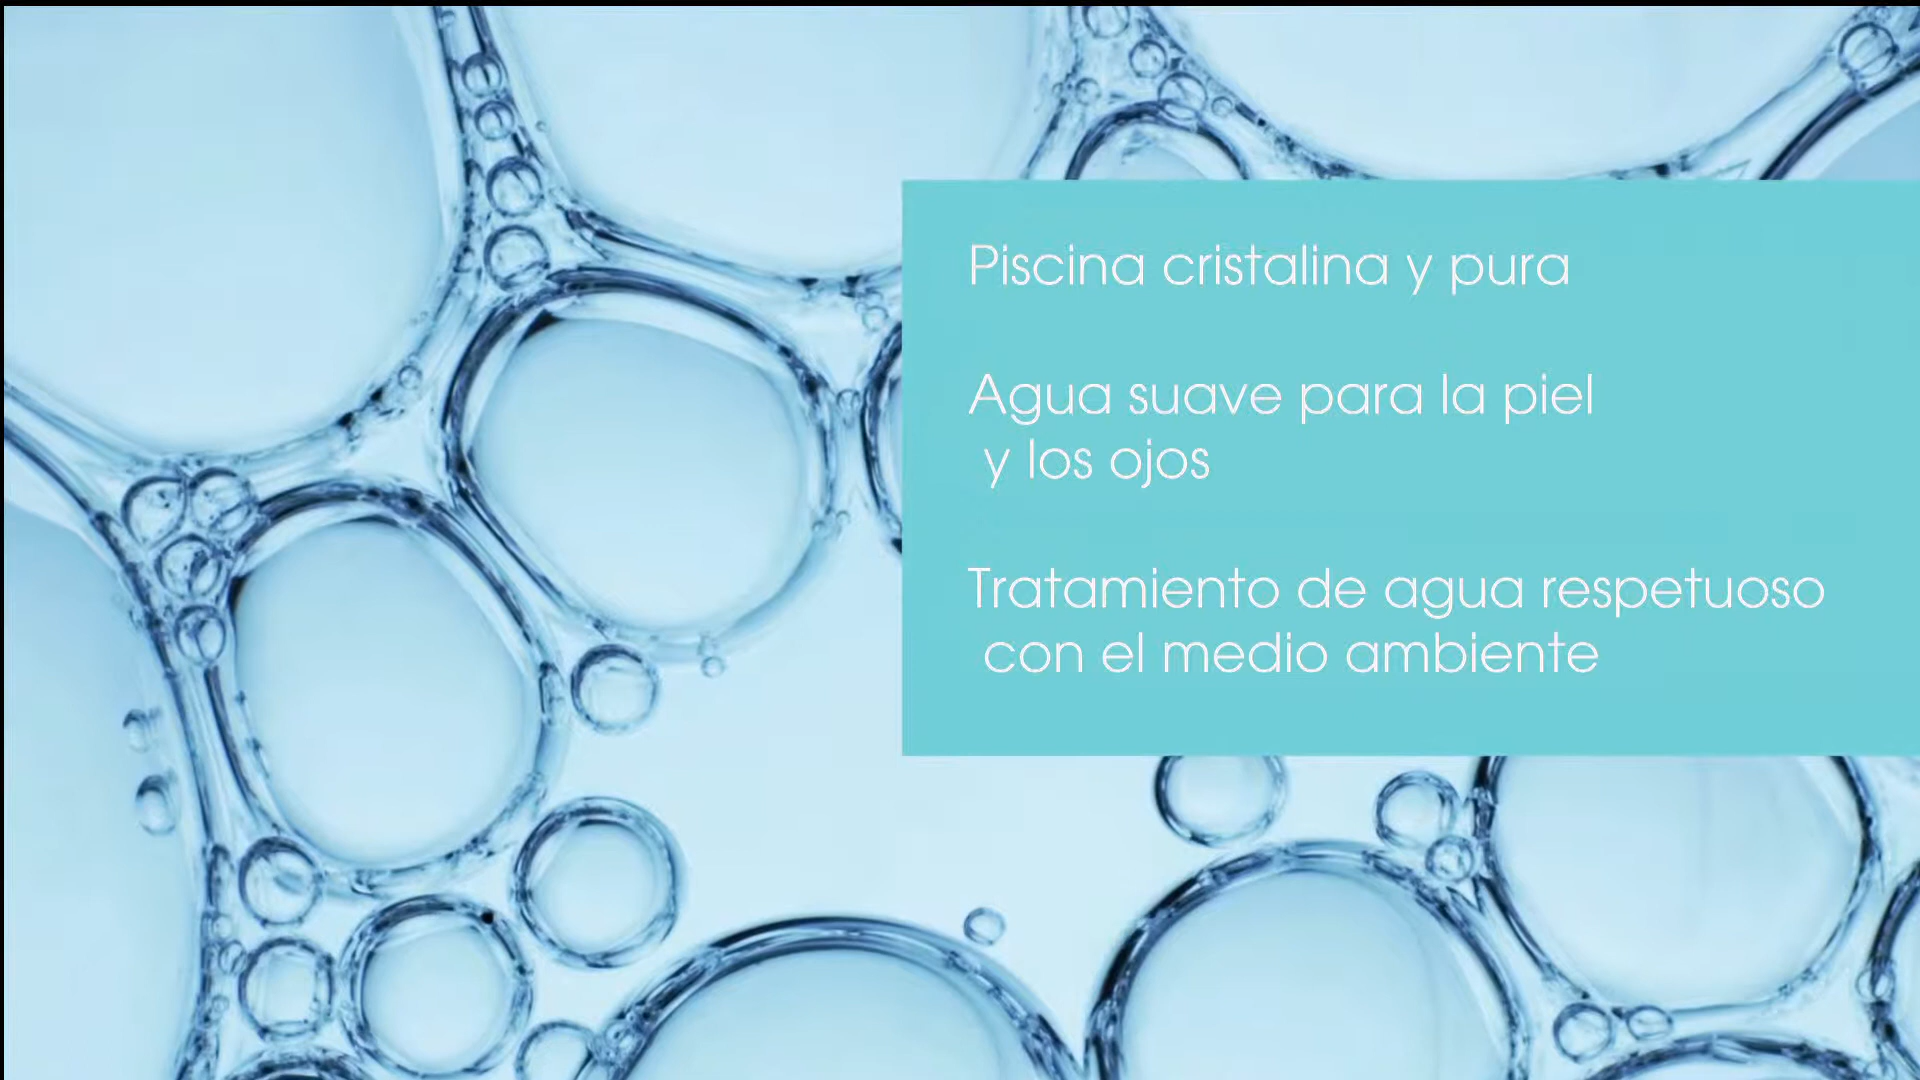 Piscina cristalina y pura
Agua suave para la piel
y los ojos
Tratamiento de agua respetuoso
con el medio ambiente